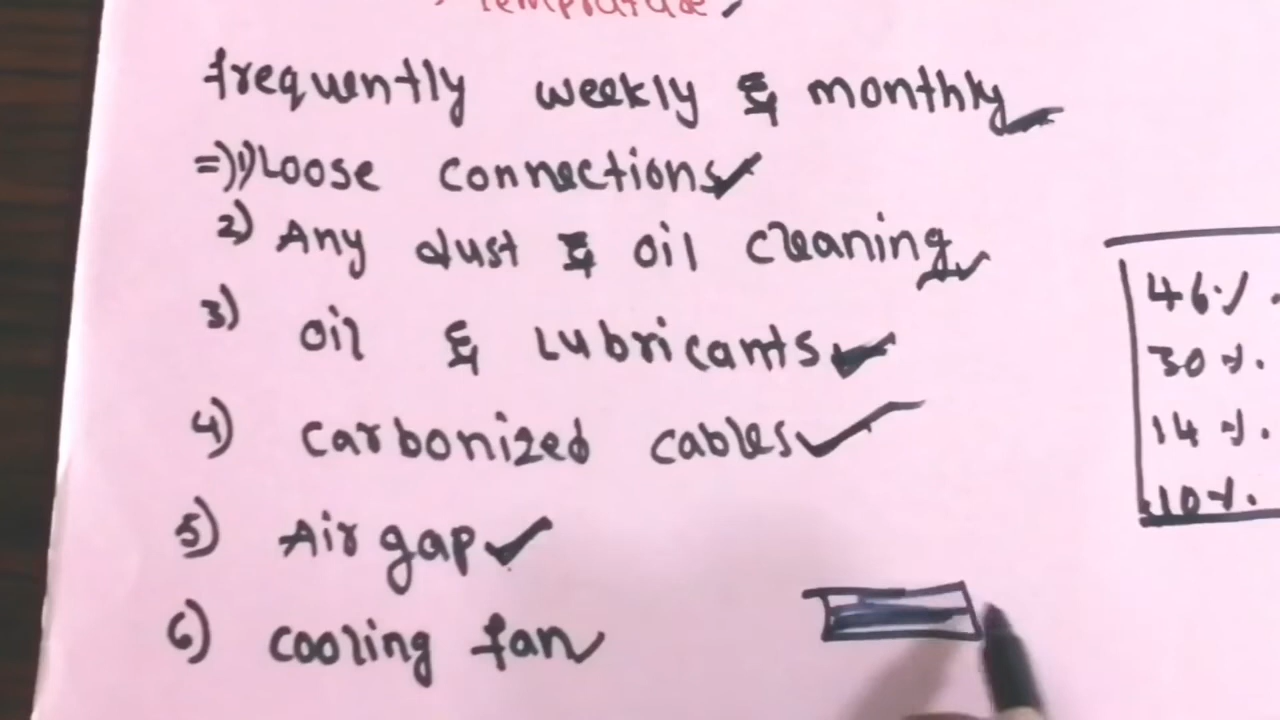 Temprature
frequently weekly & monthly
=) 1) Loose connections✓
2) Any dust & oil cleaning✓
3) oil & Lubricants✓
4) carbonized cables✓
5) Air gap✓
6) cooling fan
46%.
30%.
14%.
10%.